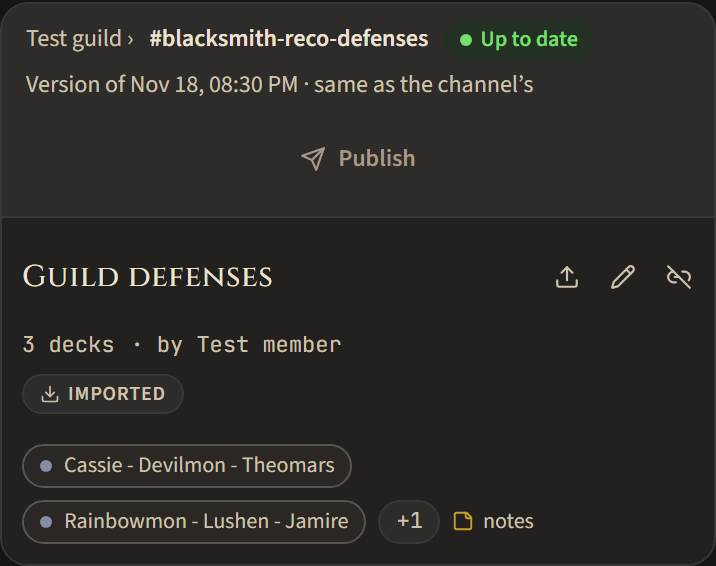 Test guild › #blacksmith-reco-defenses Up to date
Version of Nov 18, 08:30 PM · same as the channel’s
Publish
Guild defenses
3 decks · by Test member
IMPORTED
Cassie - Devilmon - Theomars
Rainbowmon - Lushen - Jamire +1 notes